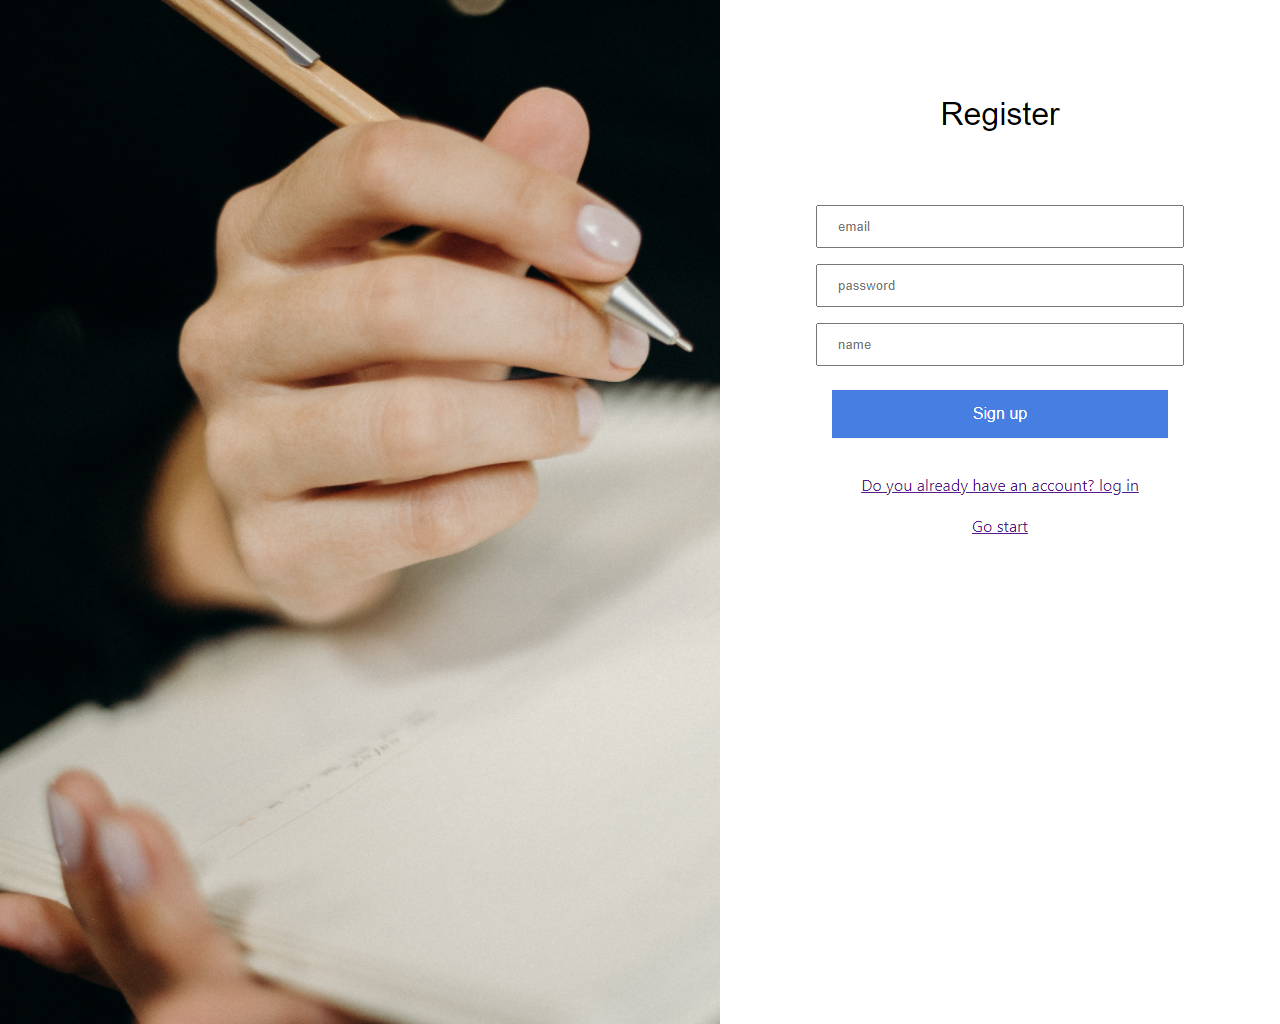 Register
email
password
name
Sign up
Do you already have an account? log in
Go start